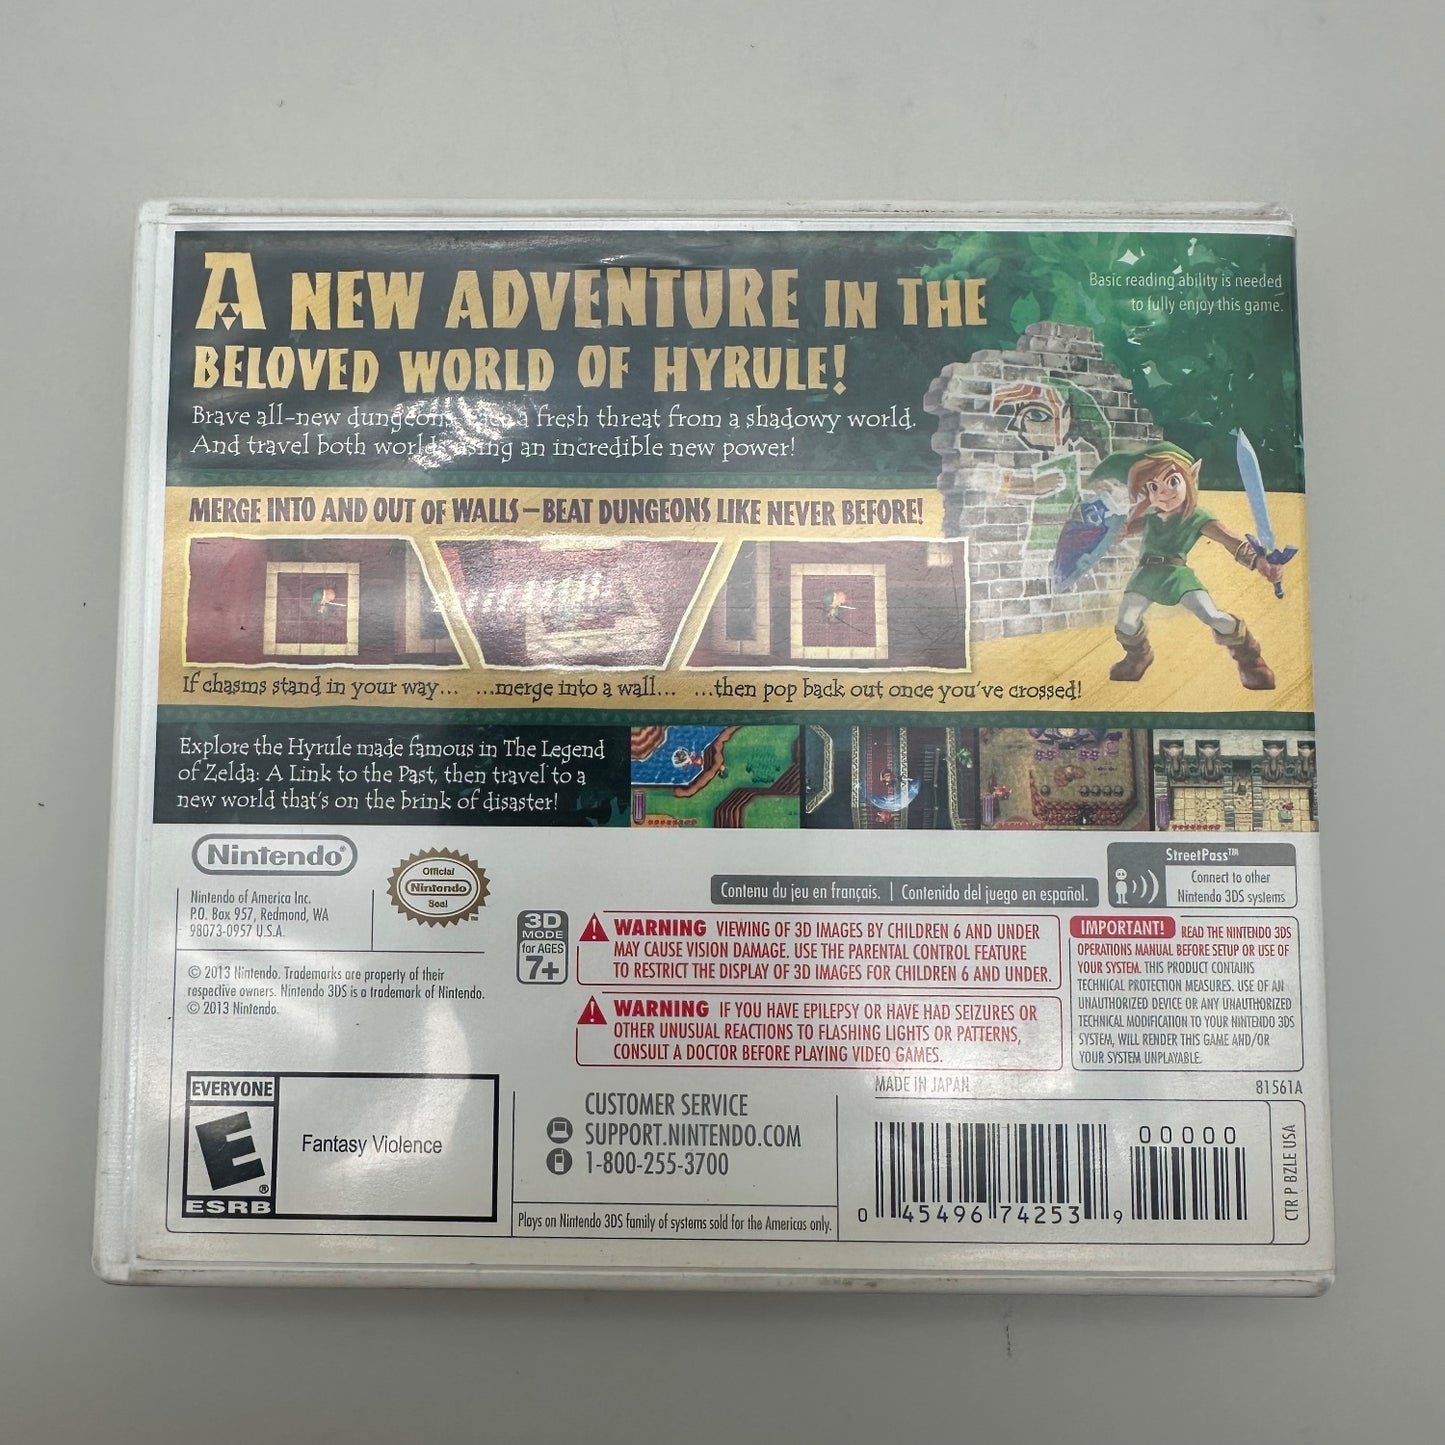 A NEW ADVENTURE IN THE
BELOVED WORLD OF HYRULE!
Basic reading ability is needed
to fully enjoy this game.
Brave all-new dungeons a fresh threat from a shadowy world.
And travel both worlds using an incredible new power!
MERGE INTO AND OUT OF WALLS—BEAT DUNGEONS LIKE NEVER BEFORE!
If chasms stand in your way... ...merge into a wall... ...then pop back out once you've crossed!
Explore the Hyrule made famous in The Legend
of Zelda: A Link to the Past, then travel to a
new world that's on the brink of disaster!
Nintendo®
Nintendo of America Inc.
P.O. Box 957, Redmond, WA
98073-0957 U.S.A.
Official
Nintendo
Seal
© 2013 Nintendo. Trademarks are property of their
respective owners. Nintendo 3DS is a trademark of Nintendo.
© 2013 Nintendo.
Contenu du jeu en français. | Contenido del juego en español.
StreetPass™
Connect to other
Nintendo 3DS systems
3D
MODE
for AGES
7+
WARNING VIEWING OF 3D IMAGES BY CHILDREN 6 AND UNDER
MAY CAUSE VISION DAMAGE. USE THE PARENTAL CONTROL FEATURE
TO RESTRICT THE DISPLAY OF 3D IMAGES FOR CHILDREN 6 AND UNDER.
WARNING IF YOU HAVE EPILEPSY OR HAVE HAD SEIZURES OR
OTHER UNUSUAL REACTIONS TO FLASHING LIGHTS OR PATTERNS,
CONSULT A DOCTOR BEFORE PLAYING VIDEO GAMES.
IMPORTANT! READ THE NINTENDO 3DS
OPERATIONS MANUAL BEFORE SETUP OR USE OF
YOUR SYSTEM. THIS PRODUCT CONTAINS
TECHNICAL PROTECTION MEASURES. USE OF AN
UNAUTHORIZED DEVICE OR ANY UNAUTHORIZED
TECHNICAL MODIFICATION TO YOUR NINTENDO 3DS
SYSTEM, WILL RENDER THIS GAME AND/OR
YOUR SYSTEM UNPLAYABLE.
EVERYONE
E
®
ESRB
Fantasy Violence
CUSTOMER SERVICE
SUPPORT.NINTENDO.COM
1-800-255-3700
Plays on Nintendo 3DS family of systems sold for the Americas only.
MADE IN JAPAN
81561A
00000
0 45496 74253 9
CTR P BZLE USA